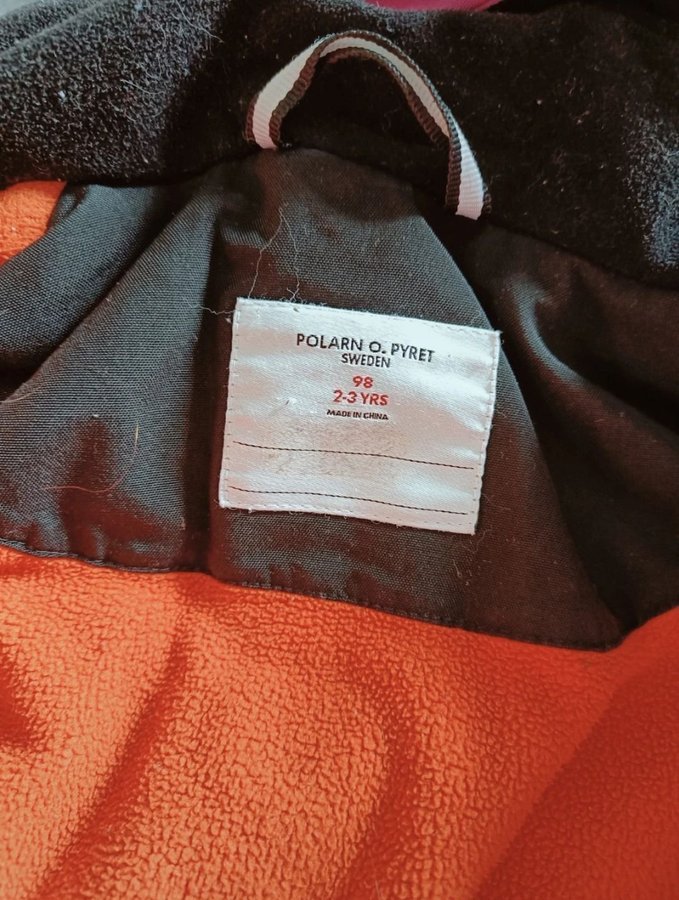 POLARN O. PYRET
SWEDEN
98
2-3 YRS
MADE IN CHINA